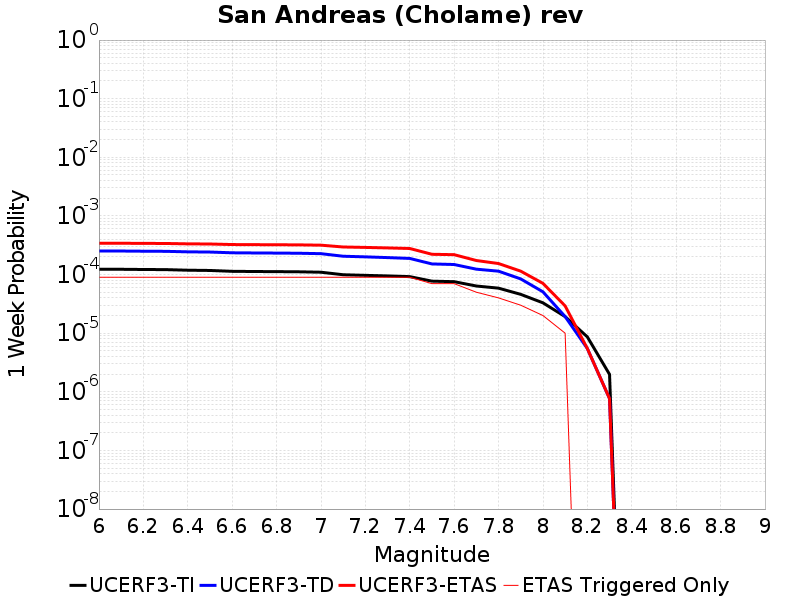 San Andreas (Cholame) rev
1 Week Probability
10^0
10^-1
10^-2
10^-3
10^-4
10^-5
10^-6
10^-7
10^-8
6 6.2 6.4 6.6 6.8 7 7.2 7.4 7.6 7.8 8 8.2 8.4 8.6 8.8 9
Magnitude
UCERF3-TI UCERF3-TD UCERF3-ETAS ETAS Triggered Only